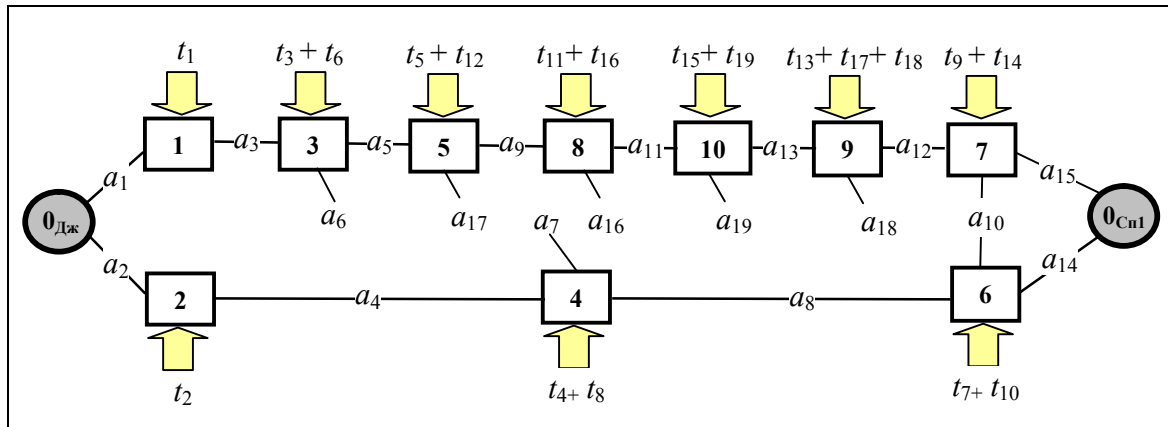 t₁ t₃ + t₆ t₅ + t₁₂ t₁₁+ t₁₆ t₁₅+ t₁₉ t₁₃+ t₁₇+ t₁₈ t₉ + t₁₄
1 a₃ 3 a₅ 5 a₉ 8 a₁₁ 10 a₁₃ 9 a₁₂ 7
a₁ a₁₅
0Дж a₆ a₁₇ a₇ a₁₆ a₁₉ a₁₈ a₁₀ 0Сп1
a₂ a₁₄
2 a₄ 4 a₈ 6
t₂ t₄₊ t₈ t₇₊ t₁₀